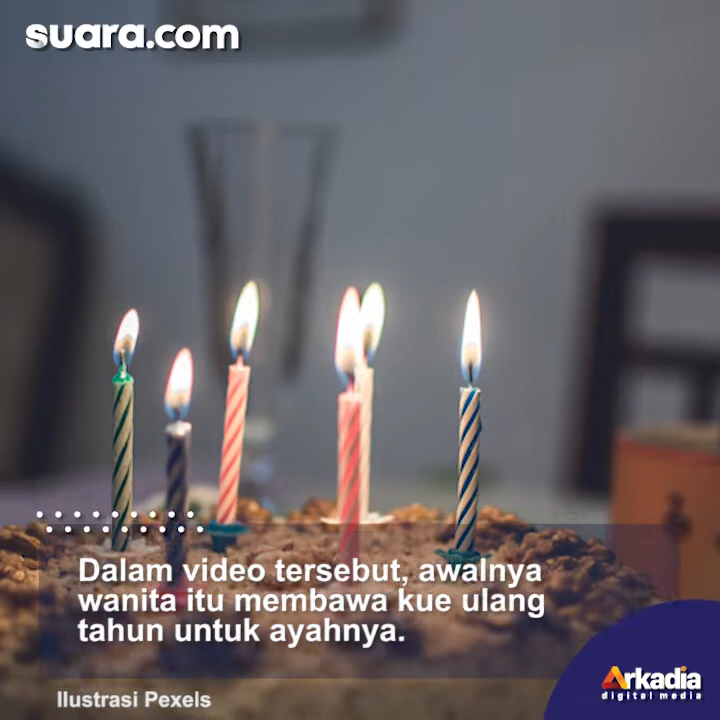 suara.com
Dalam video tersebut, awalnya
wanita itu membawa kue ulang
tahun untuk ayahnya.
Arkadia
digital media
Ilustrasi Pexels